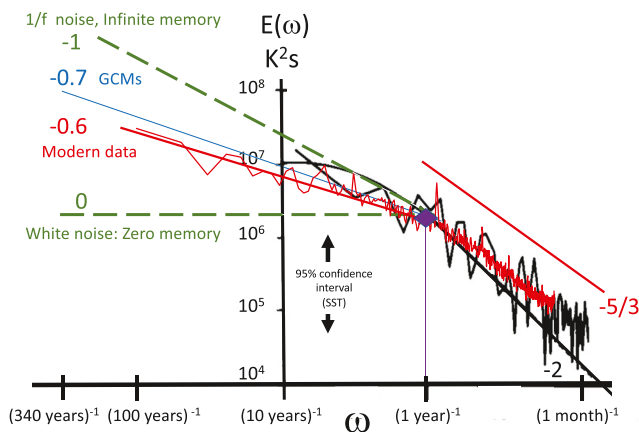 1/f noise, Infinite memory
-1
E(ω)
K²s
-0.7 GCMs
-0.6
Modern data
0
White noise: Zero memory
10⁸
10⁷
10⁶
10⁵
10⁴
95% confidence
interval
(SST)
-5/3
-2
(340 years)⁻¹
(100 years)⁻¹
(10 years)⁻¹
ω
(1 year)⁻¹
(1 month)⁻¹